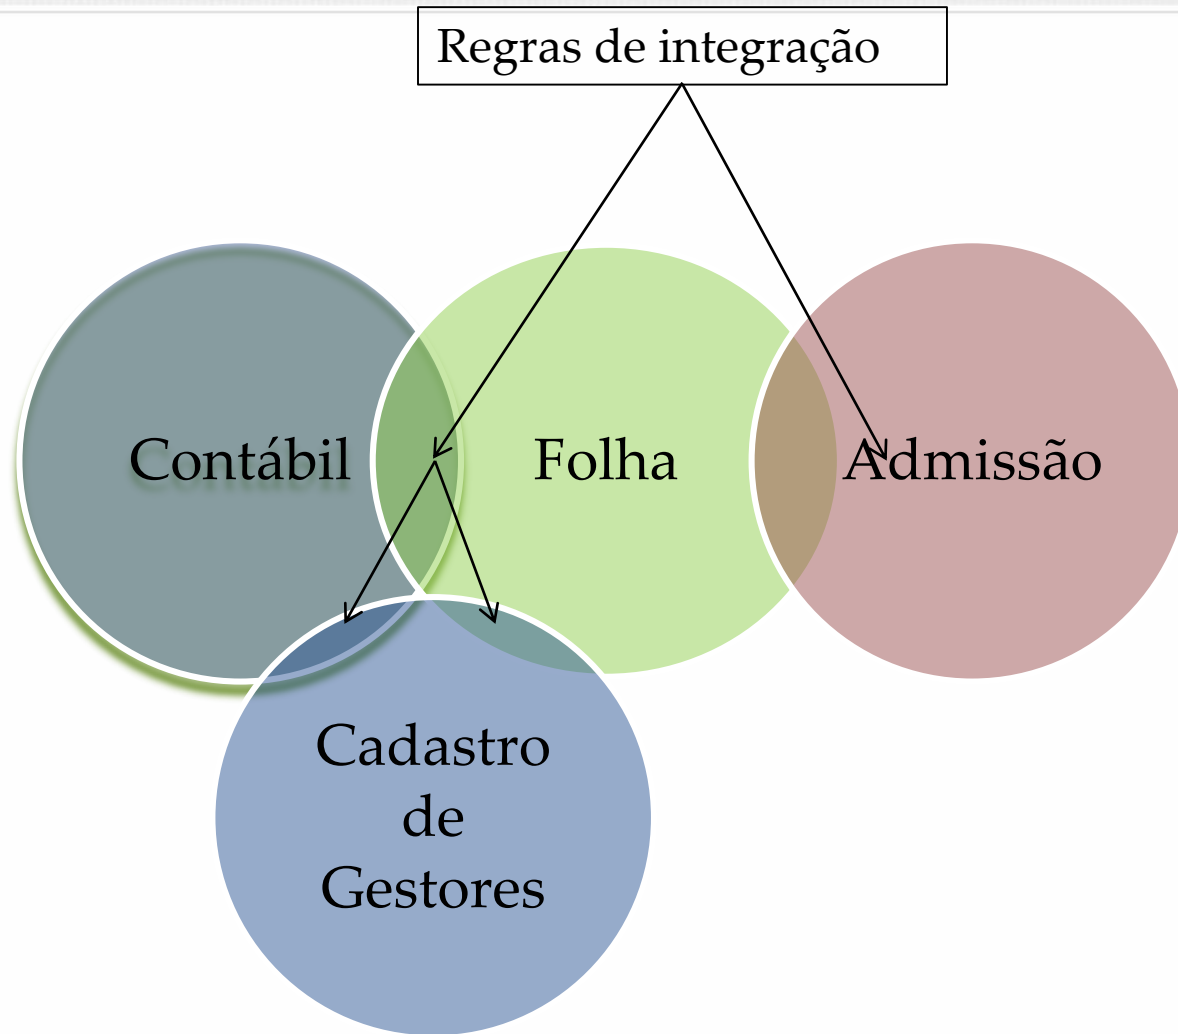 Regras de integração
Contábil
Folha
Admissão
Cadastro
de
Gestores